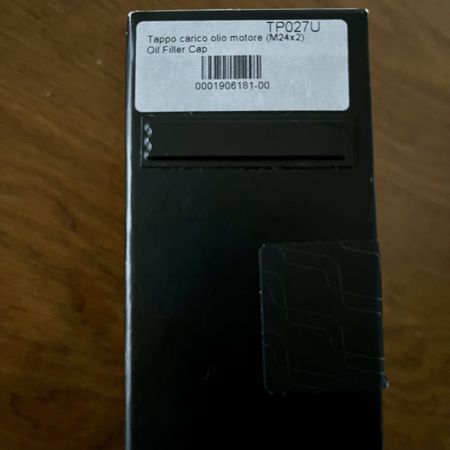 TP027U
Tappo carico olio motore (M24x2)
Oil Filler Cap
0001906181-00